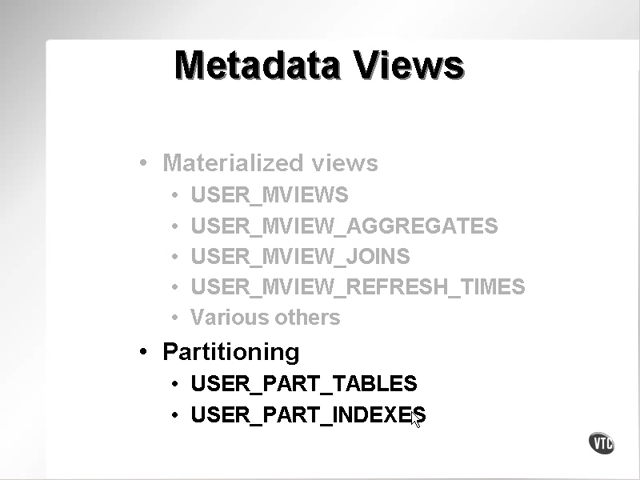 Metadata Views
• Materialized views
• USER_MVIEWS
• USER_MVIEW_AGGREGATES
• USER_MVIEW_JOINS
• USER_MVIEW_REFRESH_TIMES
• Various others
• Partitioning
• USER_PART_TABLES
• USER_PART_INDEXES
VTC